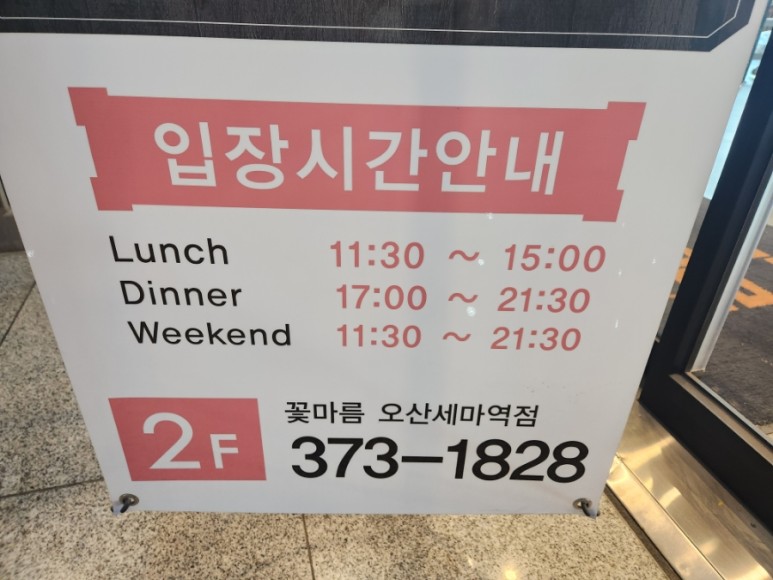 입장시간안내
Lunch 11:30 ~ 15:00
Dinner 17:00 ~ 21:30
Weekend 11:30 ~ 21:30
2F 꽃마름 오산세마역점
373-1828